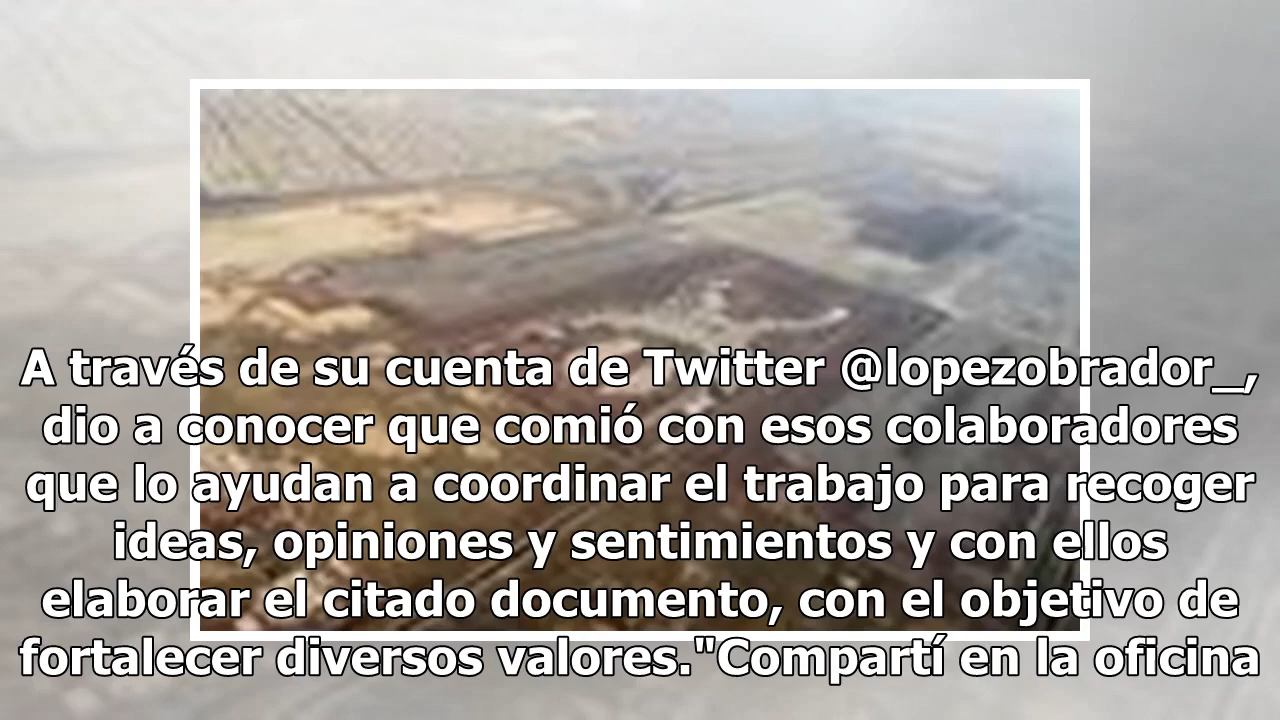 A través de su cuenta de Twitter @lopezobrador_,
dio a conocer que comió con esos colaboradores
que lo ayudan a coordinar el trabajo para recoger
ideas, opiniones y sentimientos y con ellos
elaborar el citado documento, con el objetivo de
fortalecer diversos valores."Compartí en la oficina